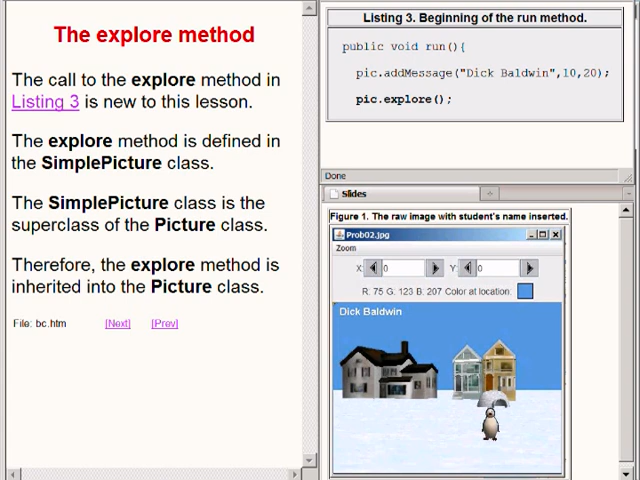 The explore method
The call to the explore method in
Listing 3 is new to this lesson.
The explore method is defined in
the SimplePicture class.
The SimplePicture class is the
superclass of the Picture class.
Therefore, the explore method is
inherited into the Picture class.
File: bc.htm [Next] [Prev]
Listing 3. Beginning of the run method.
public void run(){
pic.addMessage("Dick Baldwin",10,20);
pic.explore();
Done
Slides
Figure 1. The raw image with student's name inserted.
Prob02.jpg
Zoom
X: 0 Y: 0
R: 75 G: 123 B: 207 Color at location:
Dick Baldwin